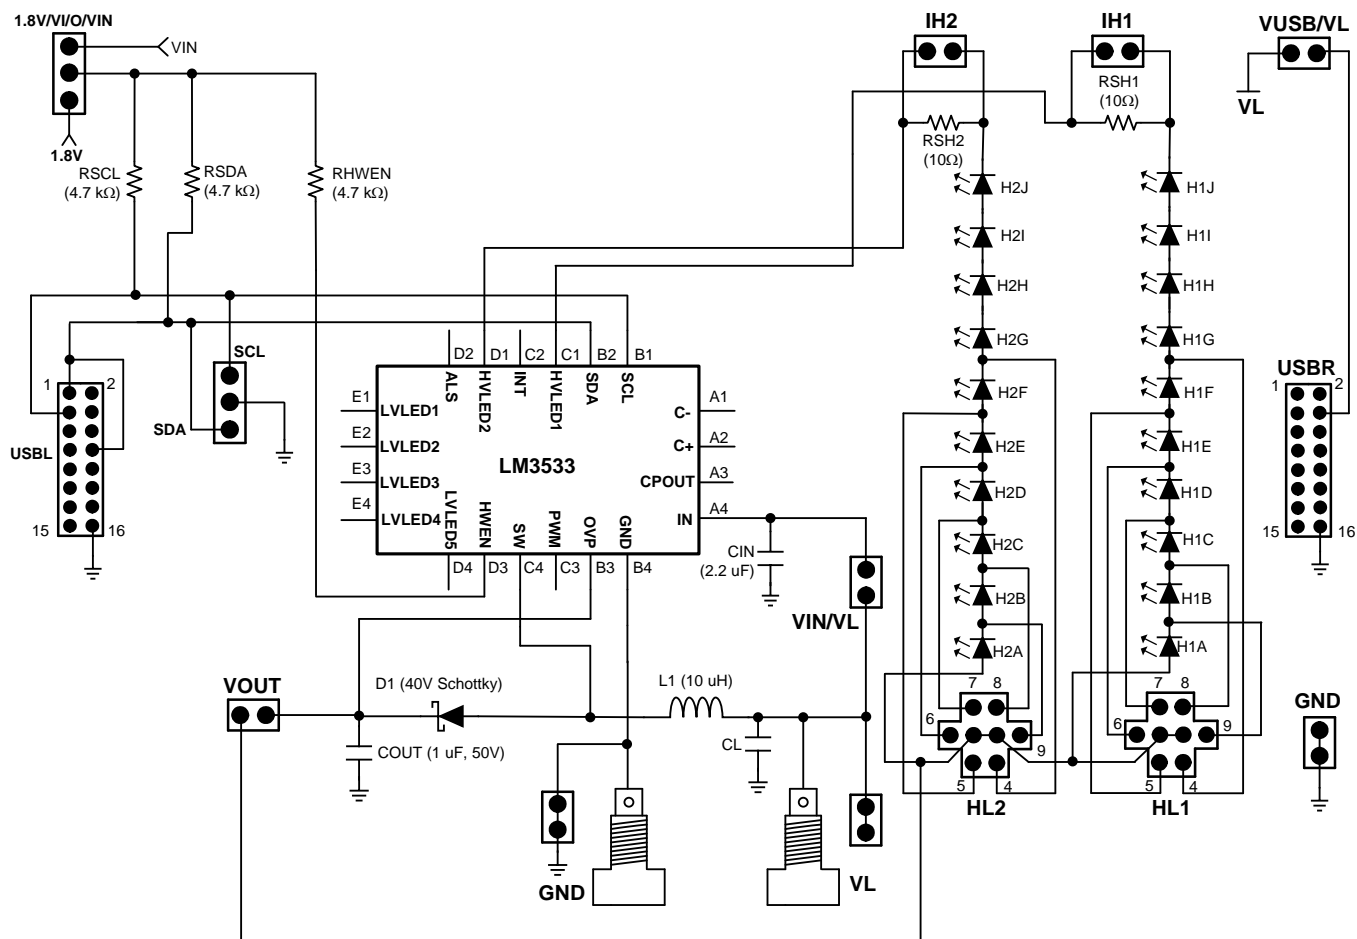 1.8V/VI/O/VIN
IH2
IH1
VUSB/VL
VIN
RSH1
(10Ω)
VL
1.8V
RSH2
(10Ω)
RSCL
(4.7 kΩ)
RSDA
(4.7 kΩ)
RHWEN
(4.7 kΩ)
H2J
H1J
H2I
H1I
H2H
H1H
H2G
H1G
H2F
H1F
H2E
H1E
H2D
H1D
H2C
H1C
H2B
H1B
H2A
H1A
D2
D1
C2
C1
B2
B1
SCL
SDA
USBL
1
2
15
16
USBR
1
2
15
16
ALS
HVLED2
INT
HVLED1
SDA
SCL
E1
LVLED1
E2
LVLED2
E3
LVLED3
E4
LVLED4
LM3533
C-
A1
C+
A2
CPOUT
A3
IN
A4
LVLED5
HWEN
SW
PWM
OVP
GND
D4
D3
C4
C3
B3
B4
CIN
(2.2 uF)
VIN/VL
VOUT
D1 (40V Schottky)
L1 (10 uH)
COUT (1 uF, 50V)
CL
GND
VL
7
8
6
9
5
4
HL2
7
8
6
9
5
4
HL1
GND